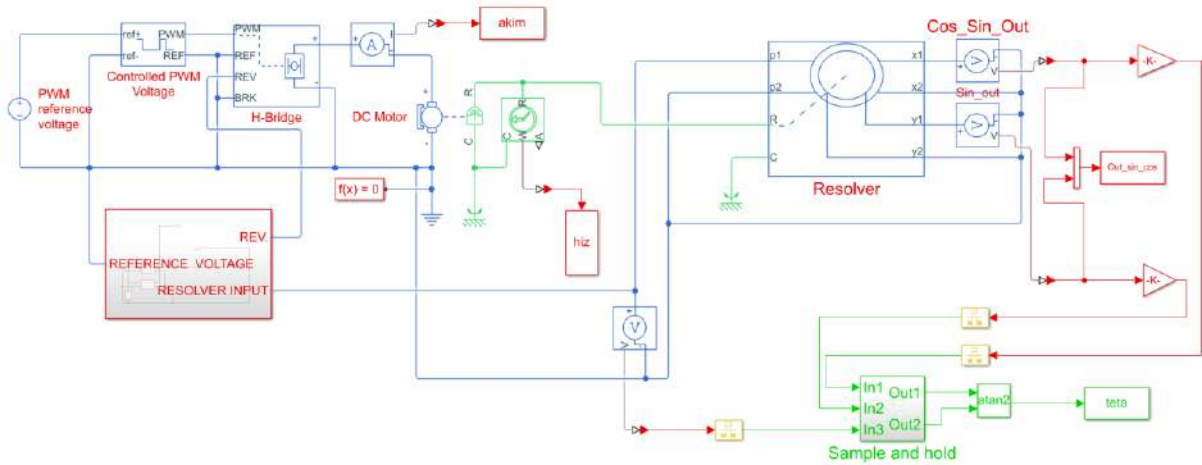 ref+ PWM
ref- REF
Controlled PWM
Voltage
PWM
reference
voltage
PWM
REF
REV
BRK
+
-
H-Bridge
A
+
I
-
akim
DC Motor
+
-
R
C
R
C
W
A
hiz
f(x) = 0
REV.
REFERENCE VOLTAGE
RESOLVER INPUT
V
+
-
V
p1
p2
R
C
x1
x2
y1
y2
Resolver
Cos_Sin_Out
V
+
-
V
Sin_out
V
+
-
V
-K-
Out_sin_cos
-K-
In1
In2
In3
Out1
Out2
Sample and hold
atan2
teta